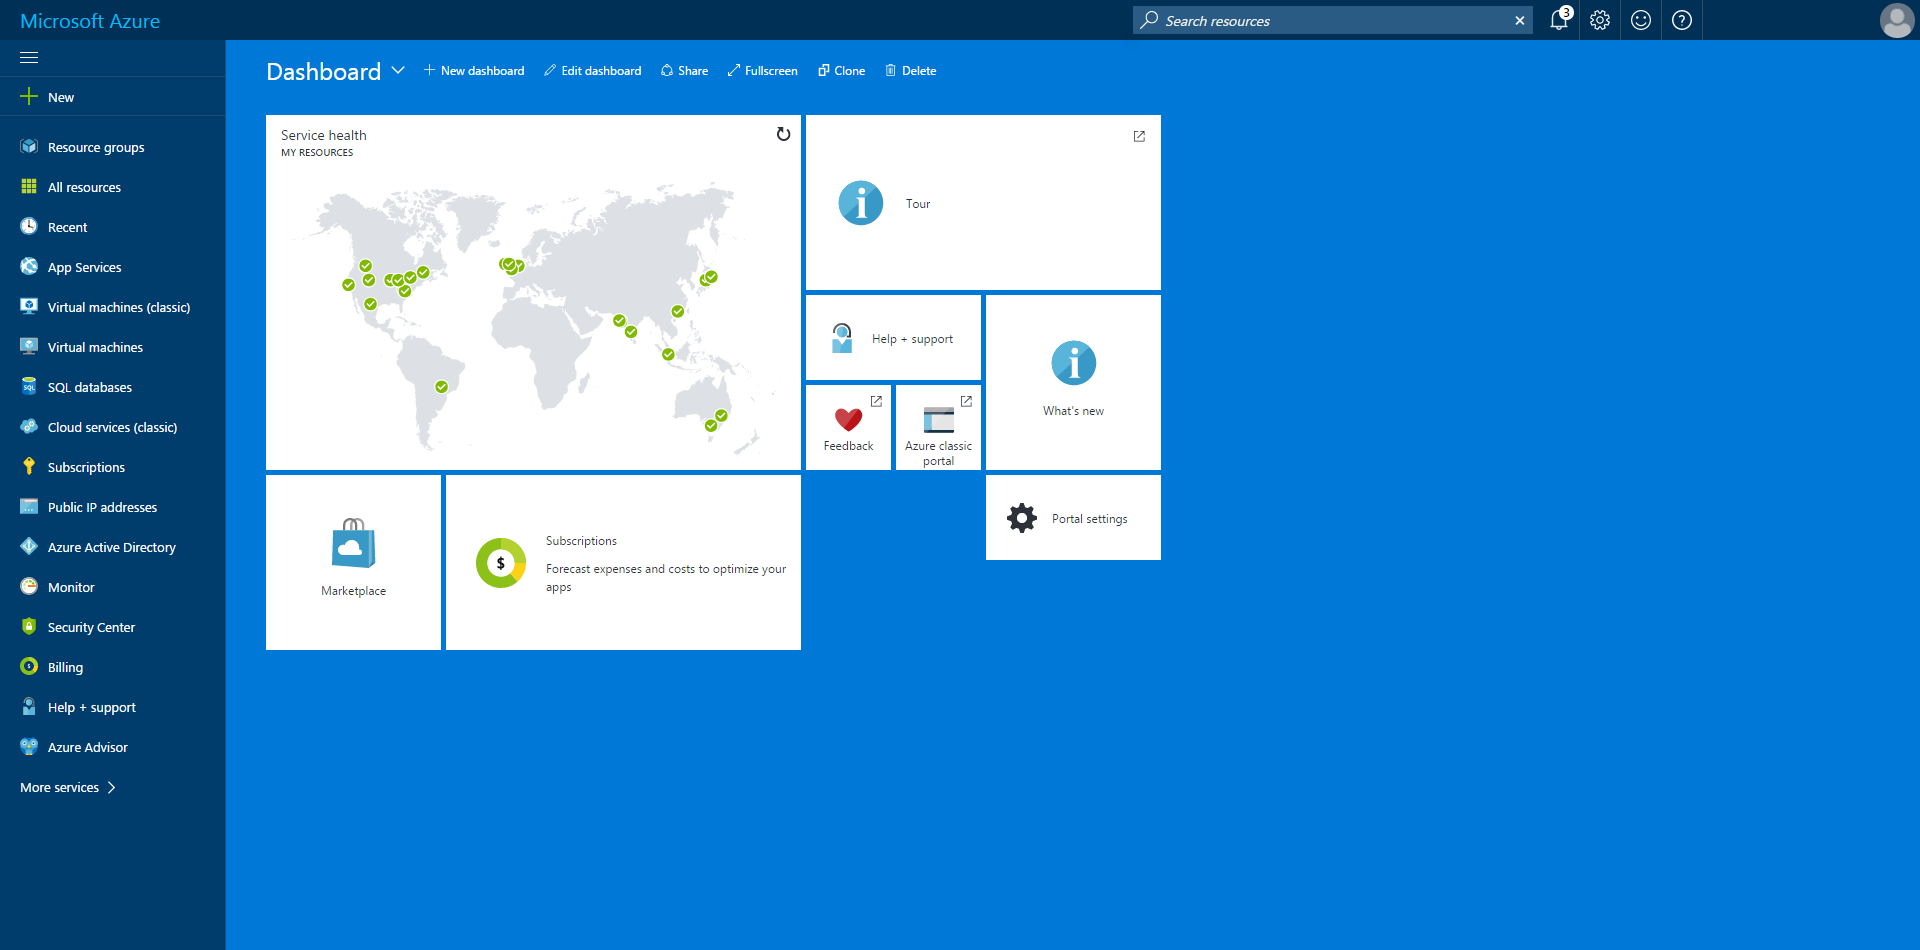 Microsoft Azure
Search resources
3
New
Resource groups
All resources
Recent
App Services
Virtual machines (classic)
Virtual machines
SQL
SQL databases
Cloud services (classic)
Subscriptions
Public IP addresses
Azure Active Directory
Monitor
Security Center
Billing
Help + support
Azure Advisor
More services
Dashboard
New dashboard
Edit dashboard
Share
Fullscreen
Clone
Delete
Service health
MY RESOURCES
Tour
Help + support
What's new
Feedback
Azure classic
portal
Marketplace
$
Subscriptions
Forecast expenses and costs to optimize your
apps
Portal settings